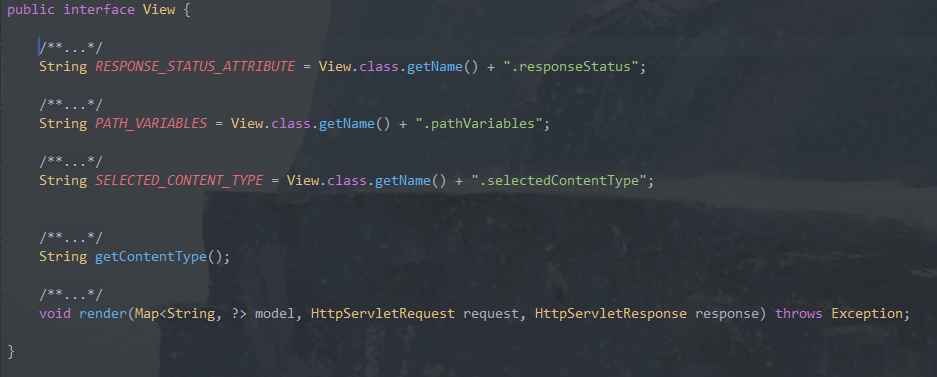 public interface View {
/**...*/
String RESPONSE_STATUS_ATTRIBUTE = View.class.getName() + ".responseStatus";
/**...*/
String PATH_VARIABLES = View.class.getName() + ".pathVariables";
/**...*/
String SELECTED_CONTENT_TYPE = View.class.getName() + ".selectedContentType";
/**...*/
String getContentType();
/**...*/
void render(Map<String, ?> model, HttpServletRequest request, HttpServletResponse response) throws Exception;
}